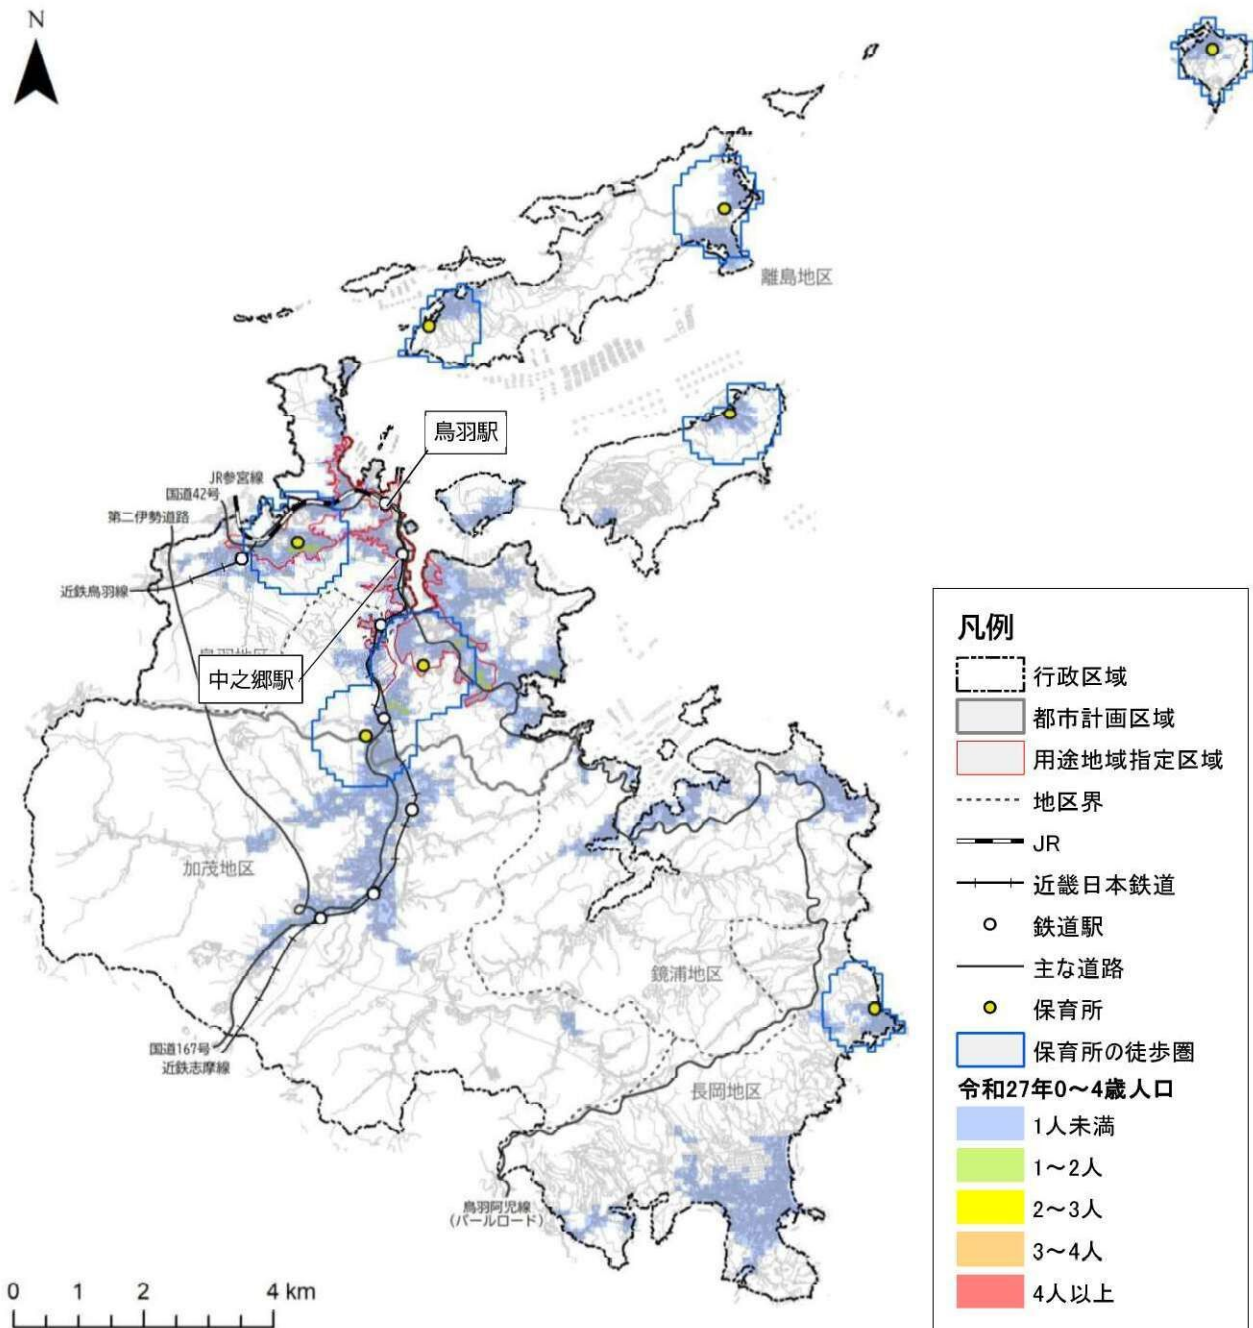 N
離島地区
鳥羽駅
JR参宮線
国道42号
第二伊勢道路
近鉄鳥羽線
鳥羽地区
中之郷駅
加茂地区
鏡浦地区
国道167号
近鉄志摩線
長岡地区
鳥羽阿児線
(パールロード)
0 1 2 4 km
凡例
行政区域
都市計画区域
用途地域指定区域
地区界
JR
近畿日本鉄道
鉄道駅
主な道路
保育所
保育所の徒歩圏
令和27年0~4歳人口
1人未満
1~2人
2~3人
3~4人
4人以上